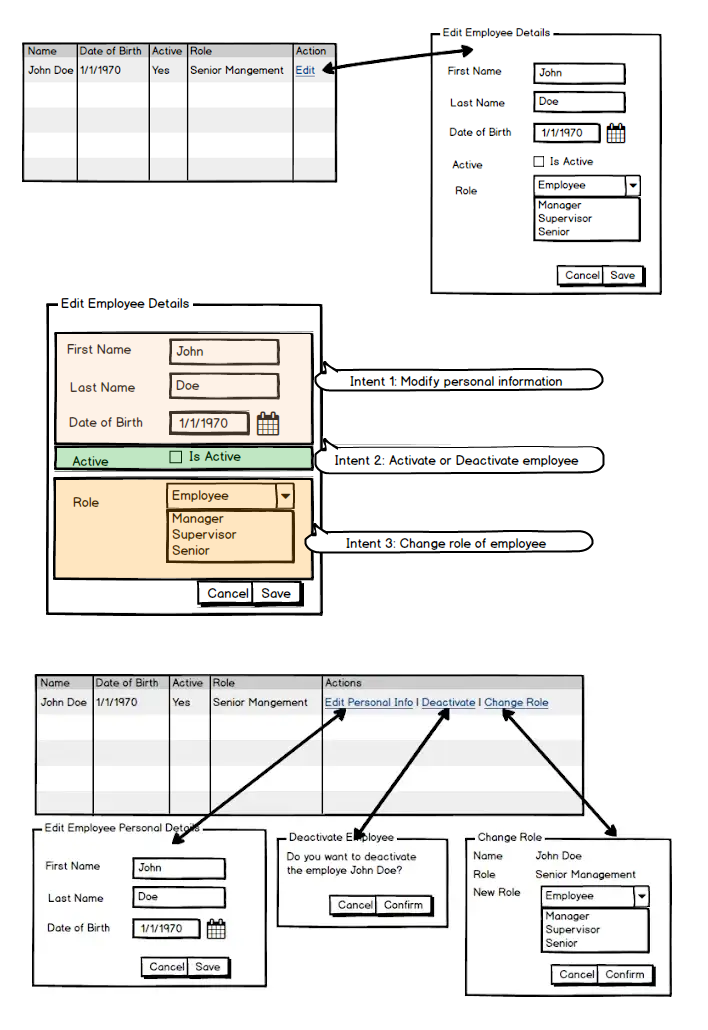 Name Date of Birth Active Role Action
John Doe 1/1/1970 Yes Senior Mangement Edit
Edit Employee Details
First Name John
Last Name Doe
Date of Birth 1/1/1970
Active Is Active
Role Employee
Manager
Supervisor
Senior
Cancel Save
Edit Employee Details
First Name John
Last Name Doe
Date of Birth 1/1/1970
Active Is Active
Role Employee
Manager
Supervisor
Senior
Cancel Save
Intent 1: Modify personal information
Intent 2: Activate or Deactivate employee
Intent 3: Change role of employee
Name Date of Birth Active Role Actions
John Doe 1/1/1970 Yes Senior Mangement Edit Personal Info | Deactivate | Change Role
Edit Employee Personal Details
First Name John
Last Name Doe
Date of Birth 1/1/1970
Cancel Save
Deactivate Employee
Do you want to deactivate
the employe John Doe?
Cancel Confirm
Change Role
Name John Doe
Role Senior Management
New Role Employee
Manager
Supervisor
Senior
Cancel Confirm